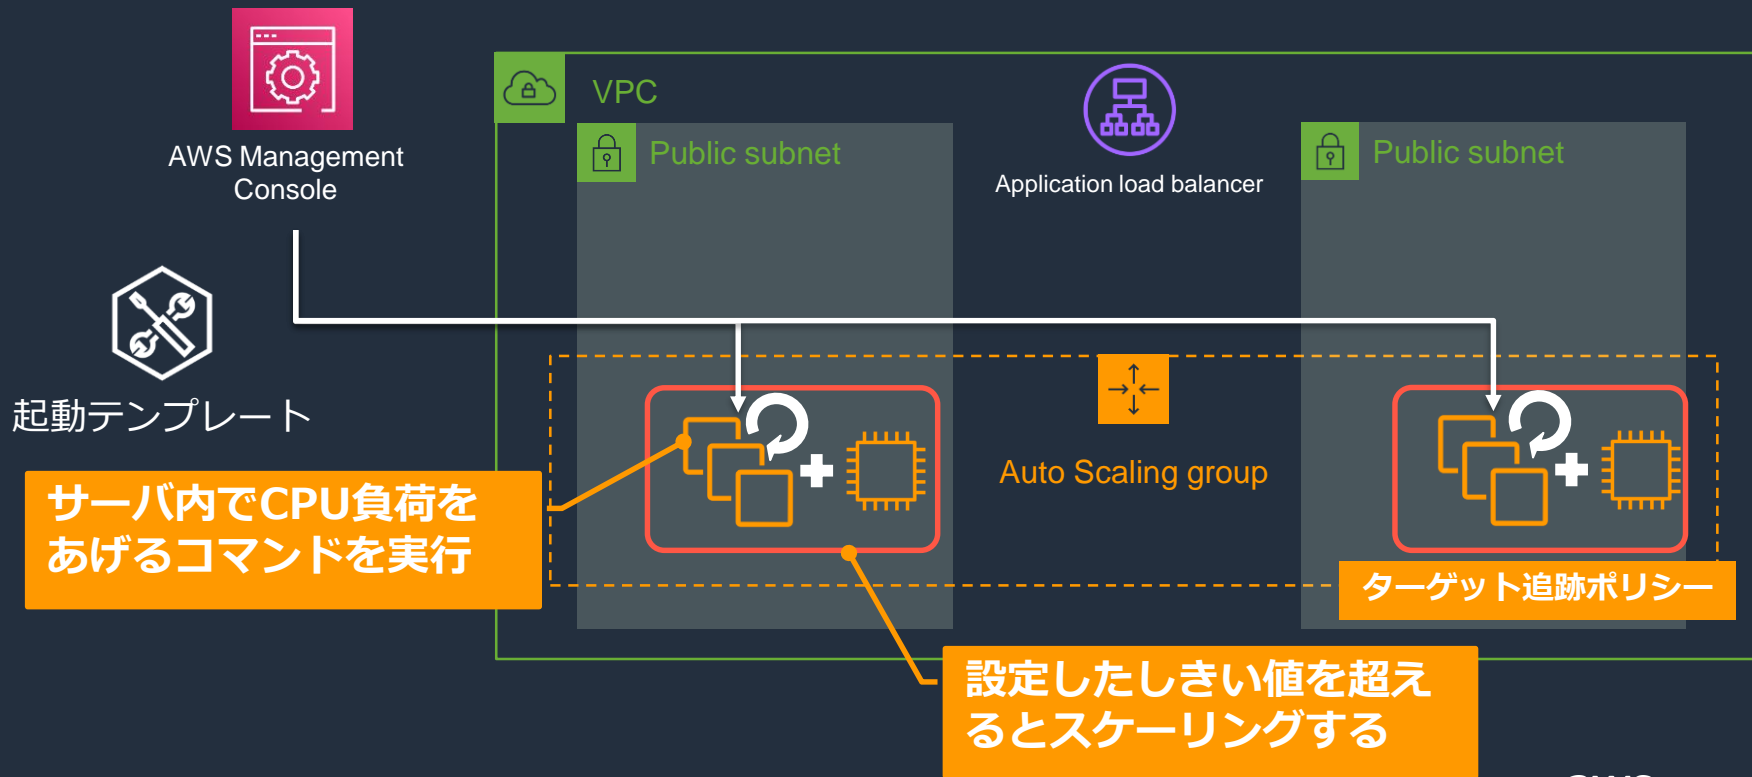 VPC
Public subnet
Public subnet
AWS Management
Console
Application load balancer
起動テンプレート
Auto Scaling group
サーバ内でCPU負荷を
あげるコマンドを実行
ターゲット追跡ポリシー
設定したしきい値を超え
るとスケーリングする